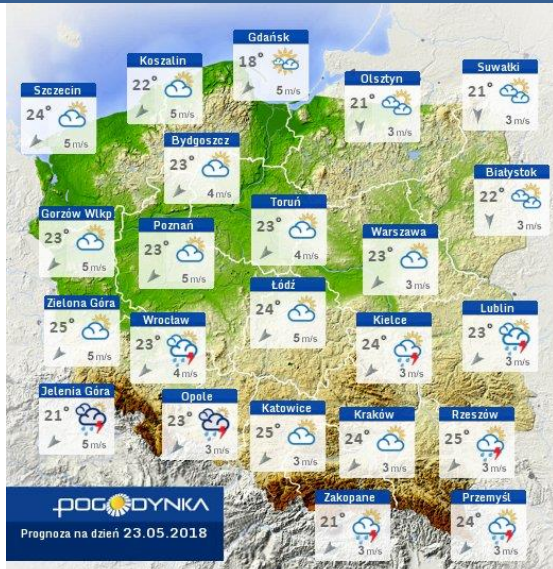 Gdańsk
18°
5 m/s
Koszalin
22°
5 m/s
Suwałki
21°
3 m/s
Olsztyn
21°
3 m/s
Szczecin
24°
5 m/s
Bydgoszcz
23°
4 m/s
Białystok
22°
3 m/s
Toruń
23°
4 m/s
Gorzów Wlkp
23°
5 m/s
Poznań
23°
5 m/s
Warszawa
23°
3 m/s
Łódź
24°
5 m/s
Zielona Góra
25°
5 m/s
Wrocław
23°
4 m/s
Kielce
24°
3 m/s
Lublin
23°
3 m/s
Jelenia Góra
21°
5 m/s
Opole
23°
3 m/s
Katowice
25°
3 m/s
Kraków
24°
3 m/s
Rzeszów
25°
3 m/s
Zakopane
21°
3 m/s
Przemyśl
24°
3 m/s
POGODYNKA
Prognoza na dzień 23.05.2018